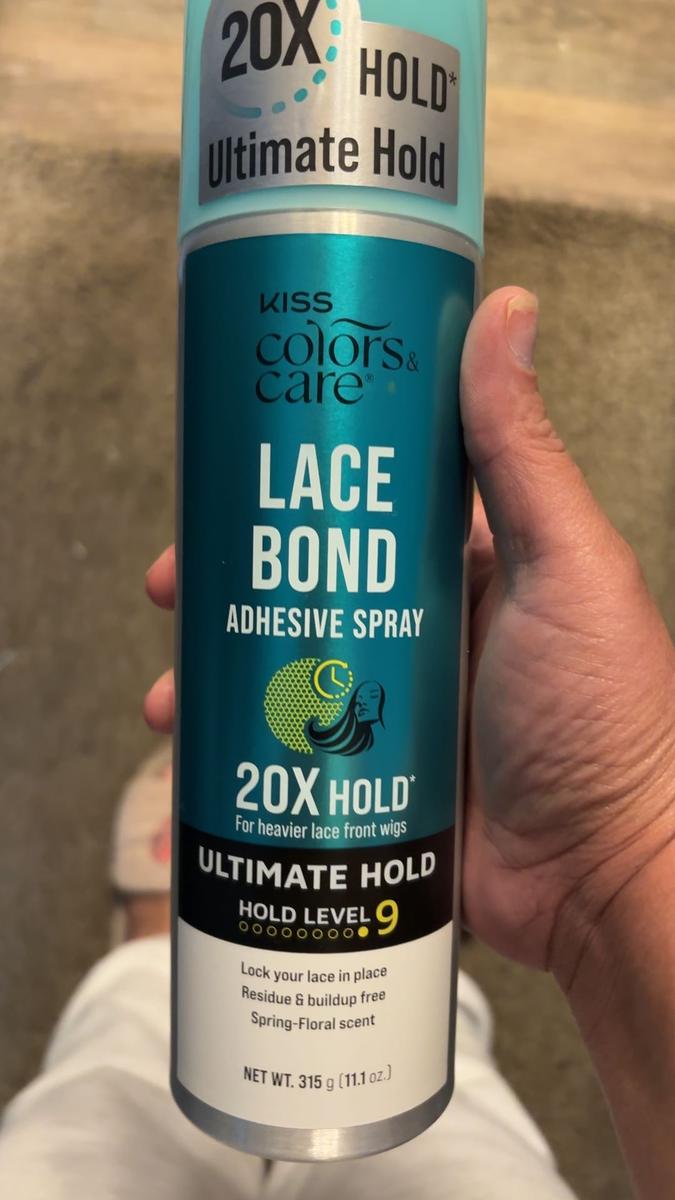 20X HOLD*
Ultimate Hold
KISS
colors &
care®
LACE
BOND
ADHESIVE SPRAY
20X HOLD*
For heavier lace front wigs
ULTIMATE HOLD
HOLD LEVEL 9
Lock your lace in place
Residue & buildup free
Spring-Floral scent
NET WT. 315 g (11.1 oz.)